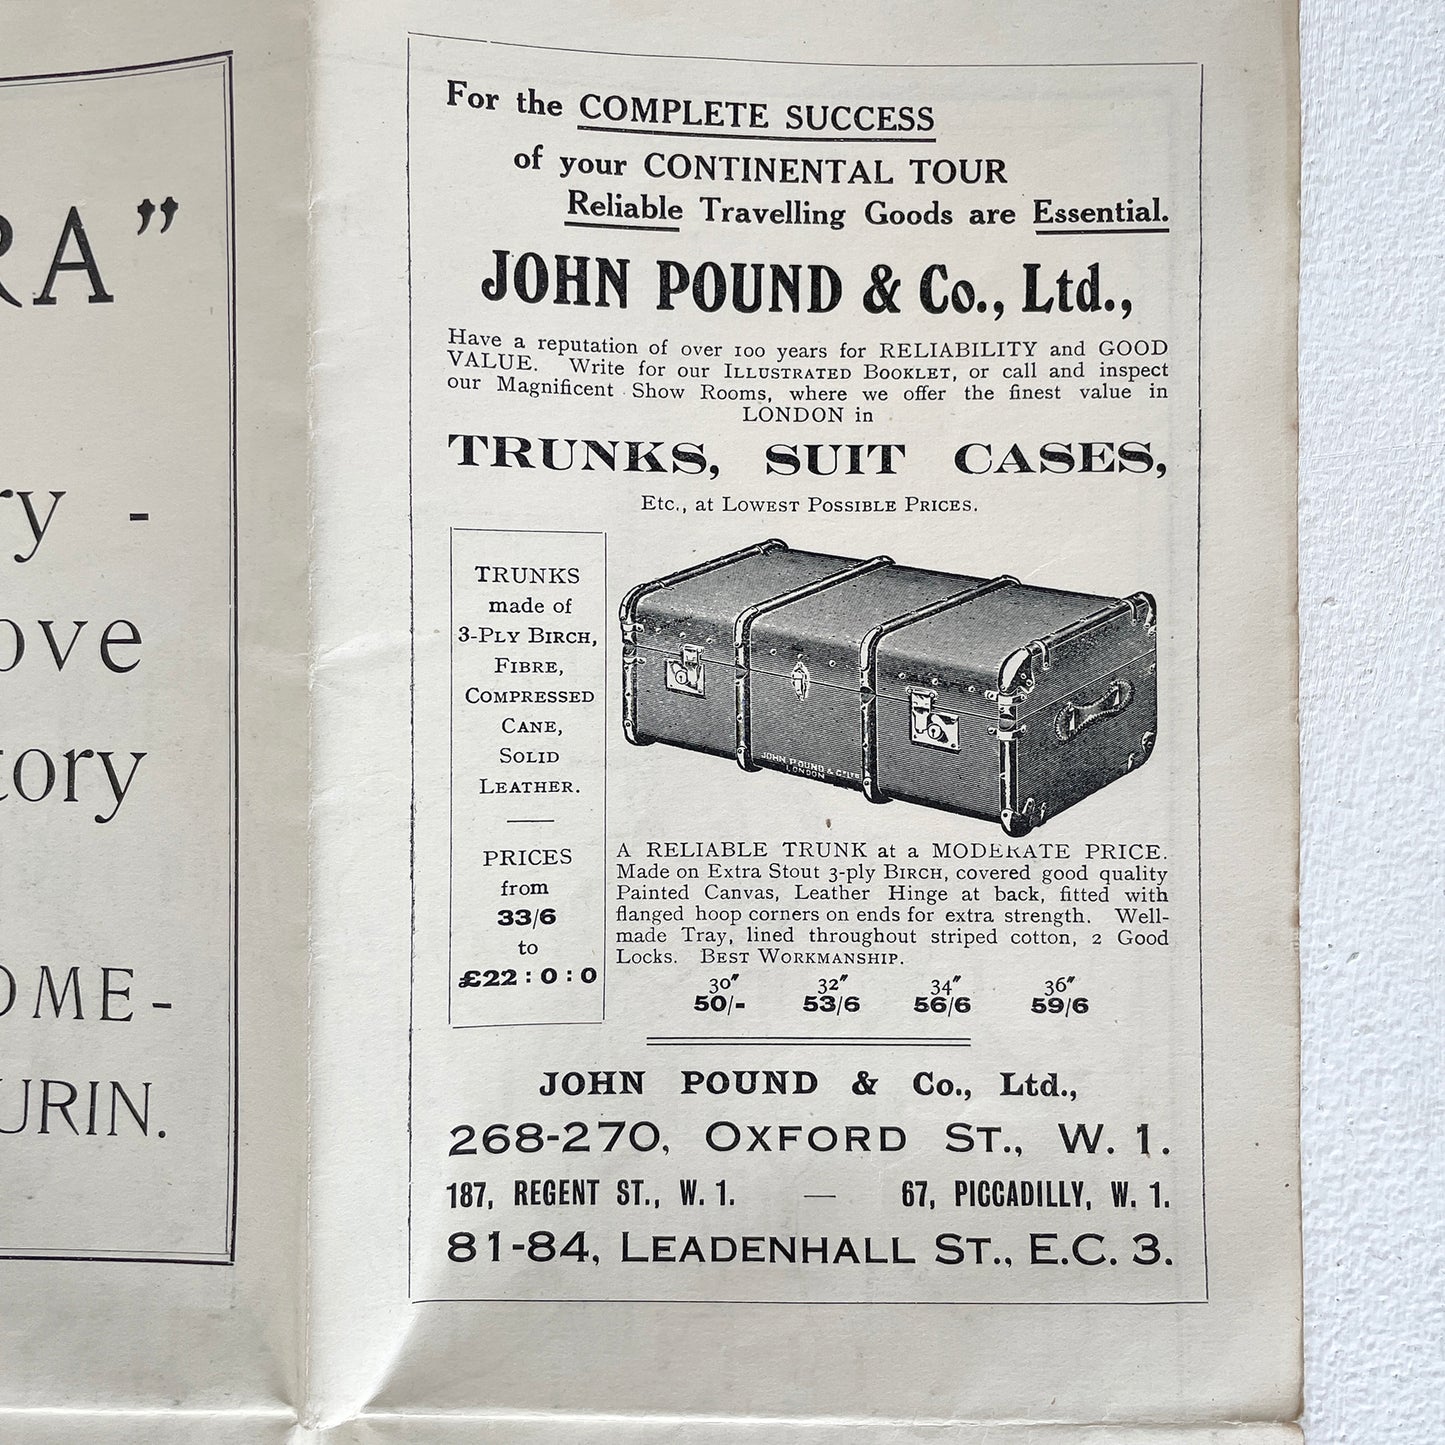 RA”
ry -
ove
tory
OME-
URIN.
For the COMPLETE SUCCESS
of your CONTINENTAL TOUR
Reliable Travelling Goods are Essential.
JOHN POUND & Co., Ltd.,
Have a reputation of over 100 years for RELIABILITY and GOOD
VALUE. Write for our ILLUSTRATED BOOKLET, or call and inspect
our Magnificent Show Rooms, where we offer the finest value in
LONDON in
TRUNKS, SUIT CASES,
Etc., at LOWEST POSSIBLE PRICES.
TRUNKS
made of
3-PLY BIRCH,
FIBRE,
COMPRESSED
CANE,
SOLID
LEATHER.
PRICES
from
33/6
to
£22 : 0 : 0
JOHN POUND & Co LTD
LONDON
A RELIABLE TRUNK at a MODERATE PRICE.
Made on Extra Stout 3-ply BIRCH, covered good quality
Painted Canvas, Leather Hinge at back, fitted with
flanged hoop corners on ends for extra strength. Well-
made Tray, lined throughout striped cotton, 2 Good
Locks. BEST WORKMANSHIP.
30″ 32″ 34″ 36″
50/- 53/6 56/6 59/6
JOHN POUND & Co., Ltd.,
268-270, OXFORD ST., W. 1.
187, REGENT ST., W. 1. — 67, PICCADILLY, W. 1.
81-84, LEADENHALL ST., E.C. 3.